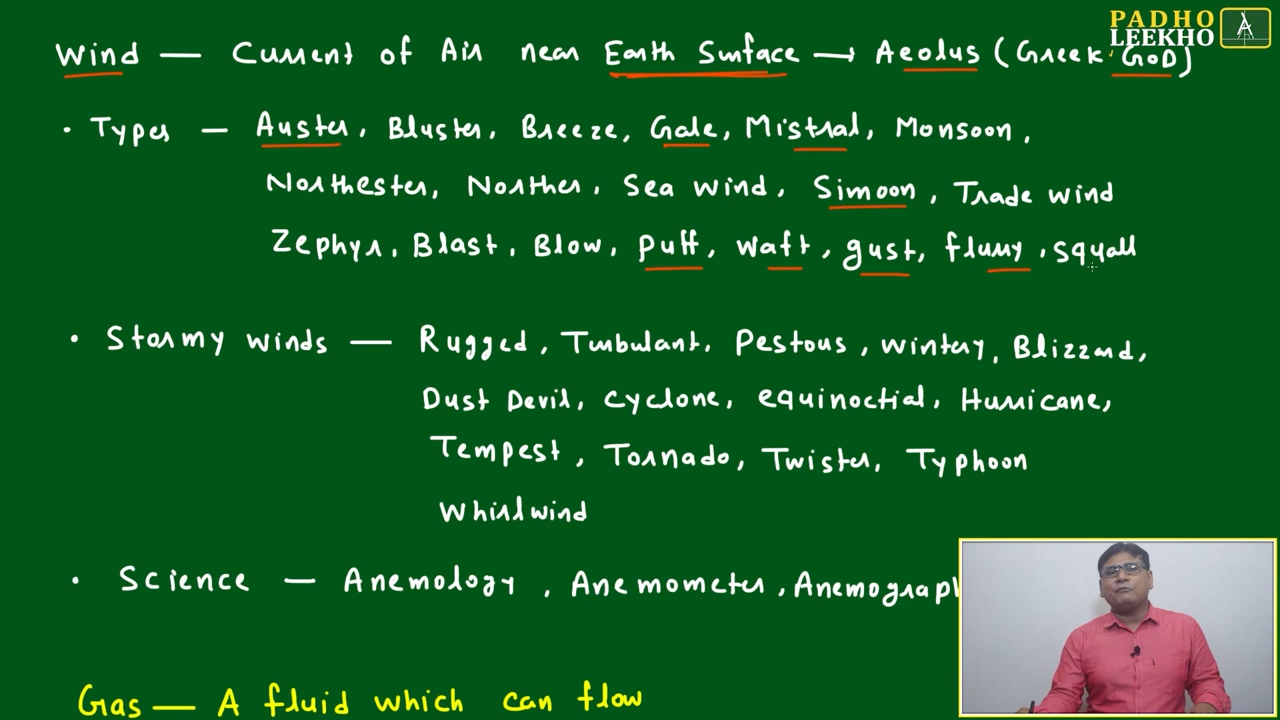 PADHO
LEEKHO
Wind — Current of Air near Earth Surface → Aeolus (Greek GOD)
• Types — Auster, Bluster, Breeze, Gale, Mistral, Monsoon,
Northester, Norther, Sea wind, Simoon, Trade wind
Zephyr, Blast, Blow, puff, waft, gust, flurry, squall
• Stormy winds — Rugged, Turbulant, Pestous, wintery, Blizzard,
Dust Devil, cyclone, equinoctial, Hurricane,
Tempest, Tornado, Twister, Typhoon
Whirlwind
• Science — Anemology, Anemometer, Anemograph
Gas — A fluid which can flow